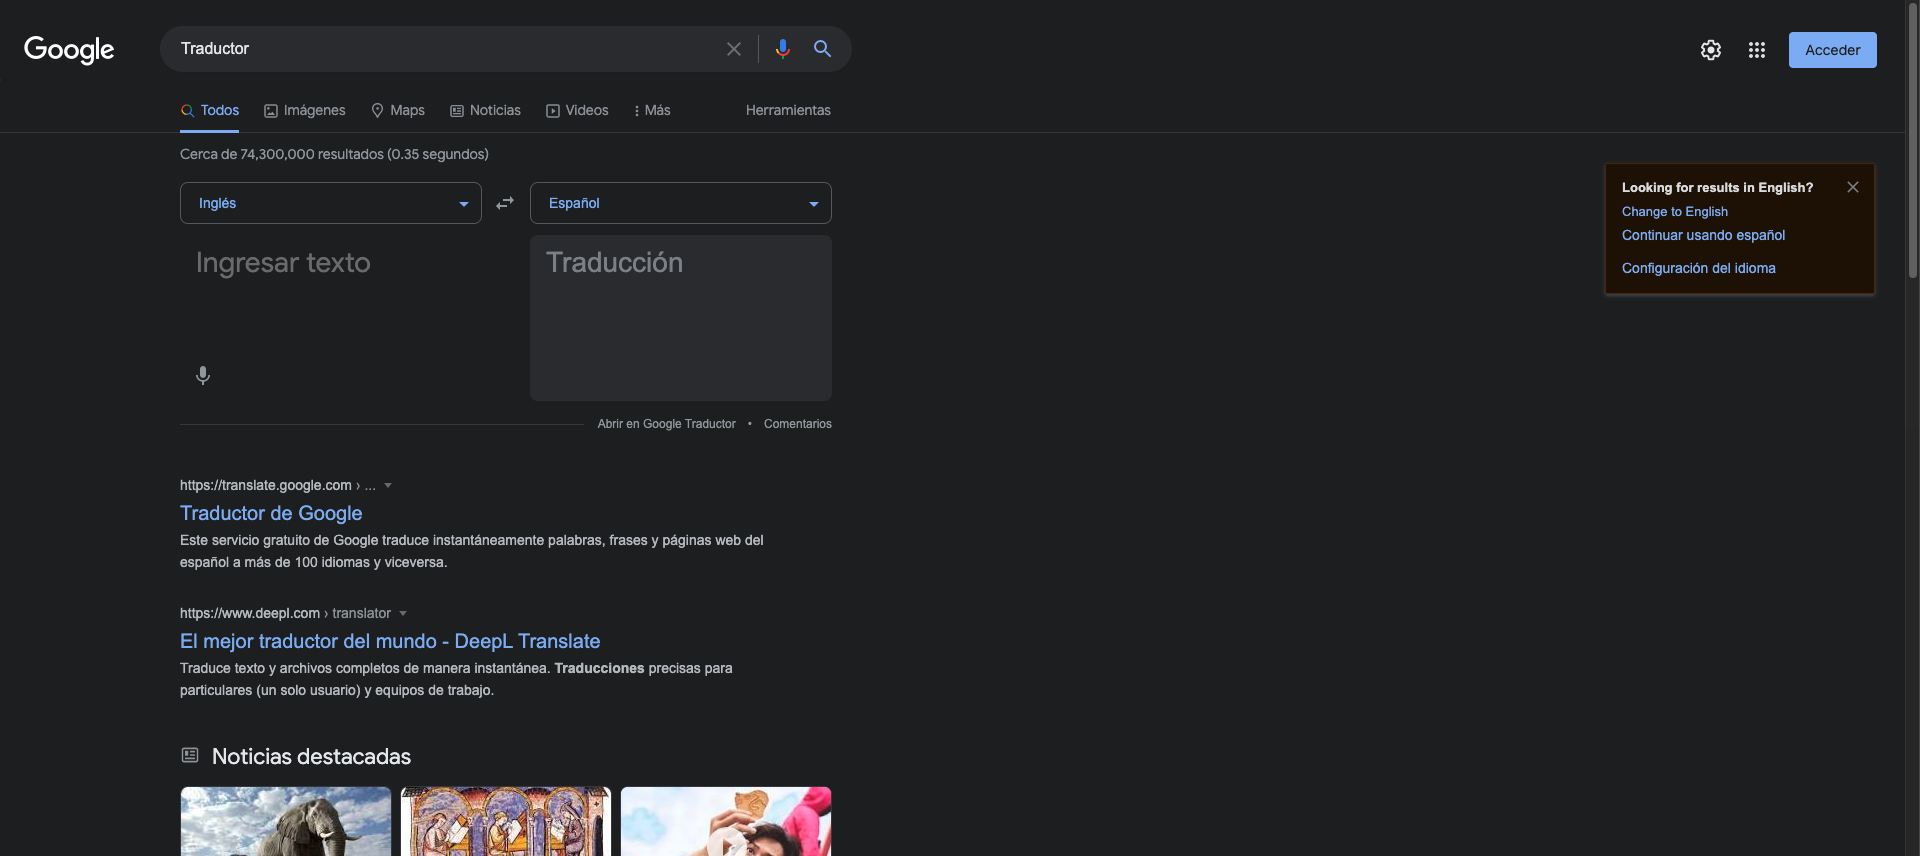 Google
Traductor
Acceder
Todos
Imágenes
Maps
Noticias
Videos
Más
Herramientas
Cerca de 74,300,000 resultados (0.35 segundos)
Inglés
Español
Ingresar texto
Traducción
Abrir en Google Traductor • Comentarios
Looking for results in English?
Change to English
Continuar usando español
Configuración del idioma
https://translate.google.com › ...
Traductor de Google
Este servicio gratuito de Google traduce instantáneamente palabras, frases y páginas web del
español a más de 100 idiomas y viceversa.
https://www.deepl.com › translator
El mejor traductor del mundo - DeepL Translate
Traduce texto y archivos completos de manera instantánea. Traducciones precisas para
particulares (un solo usuario) y equipos de trabajo.
Noticias destacadas